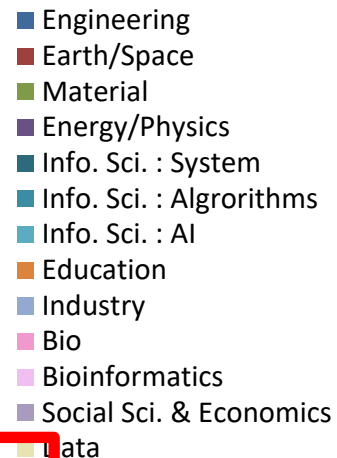 Engineering
Earth/Space
Material
Energy/Physics
Info. Sci. : System
Info. Sci. : Algrorithms
Info. Sci. : AI
Education
Industry
Bio
Bioinformatics
Social Sci. & Economics
Data